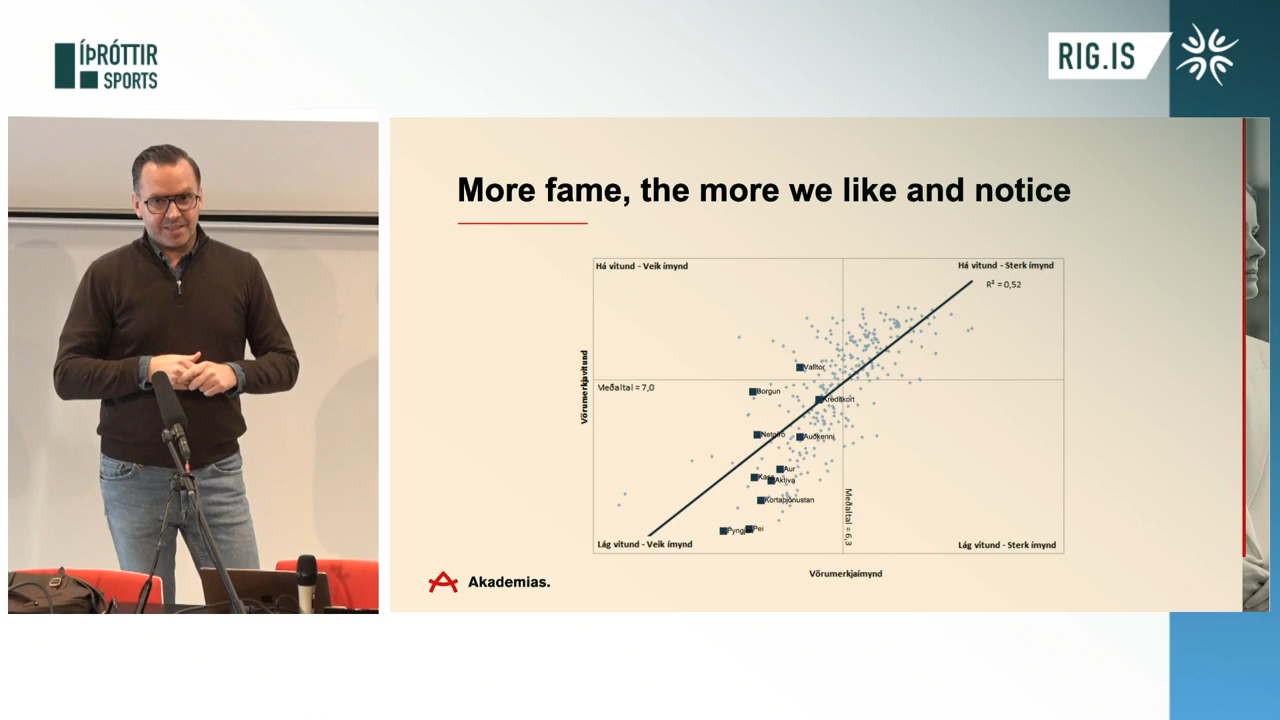 ÍÞRÓTTIR
SPORTS
RIG.IS
More fame, the more we like and notice
Há vitund - Veik ímynd
Há vitund - Sterk ímynd
R² = 0,52
Vörumerkjavitund
Meðaltal = 7,0
Valitor
Borgun
Kreditkort
Netgíró
Auðkenni
Aur
Kass
Aktiva
Kortaþjónustan
Pyngja
Pei
Meðaltal = 6,3
Lág vitund - Veik ímynd
Lág vitund - Sterk ímynd
Vörumerkjaímynd
Akademias.